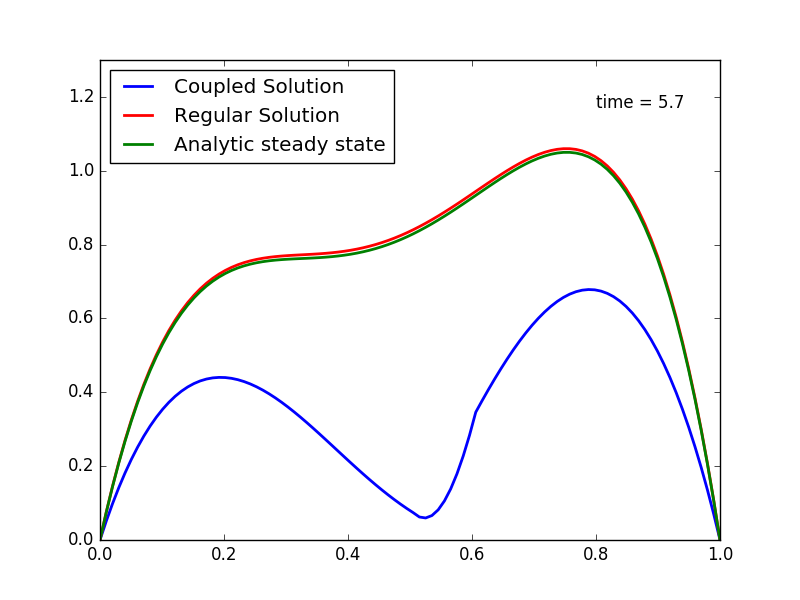 Coupled Solution
Regular Solution
Analytic steady state
time = 5.7
1.2
1.0
0.8
0.6
0.4
0.2
0.0
0.0 0.2 0.4 0.6 0.8 1.0